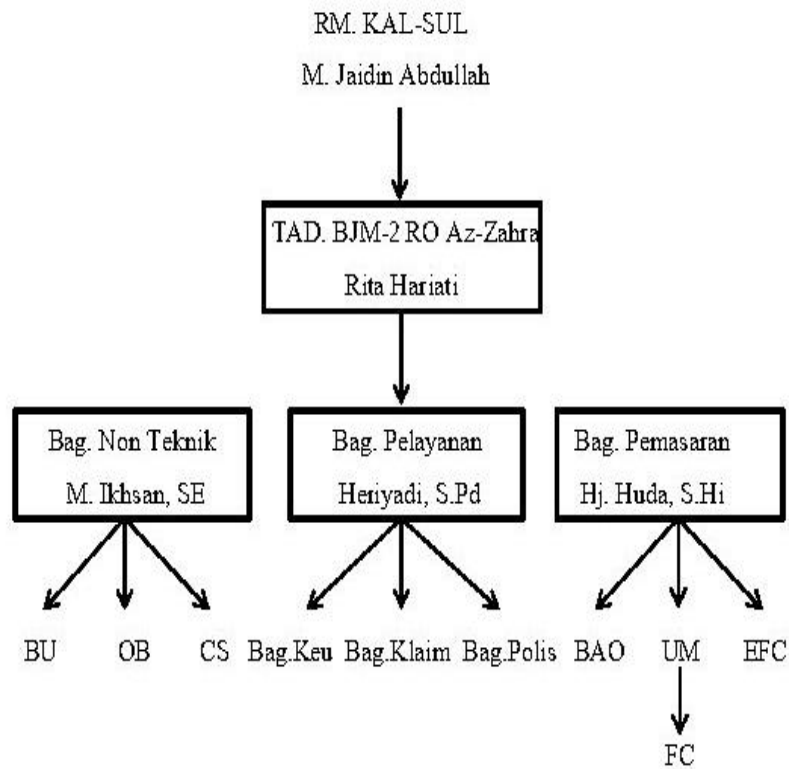 RM. KAL-SUL
M. Jaidin Abdullah
TAD. BJM-2 RO Az-Zahra
Rita Hariati
Bag. Non Teknik
M. Ikhsan, SE
Bag. Pelayanan
Heriyadi, S.Pd
Bag. Pemasaran
Hj. Huda, S.Hi
BU OB CS Bag.Keu Bag.Klaim Bag.Polis BAO UM EFC
FC